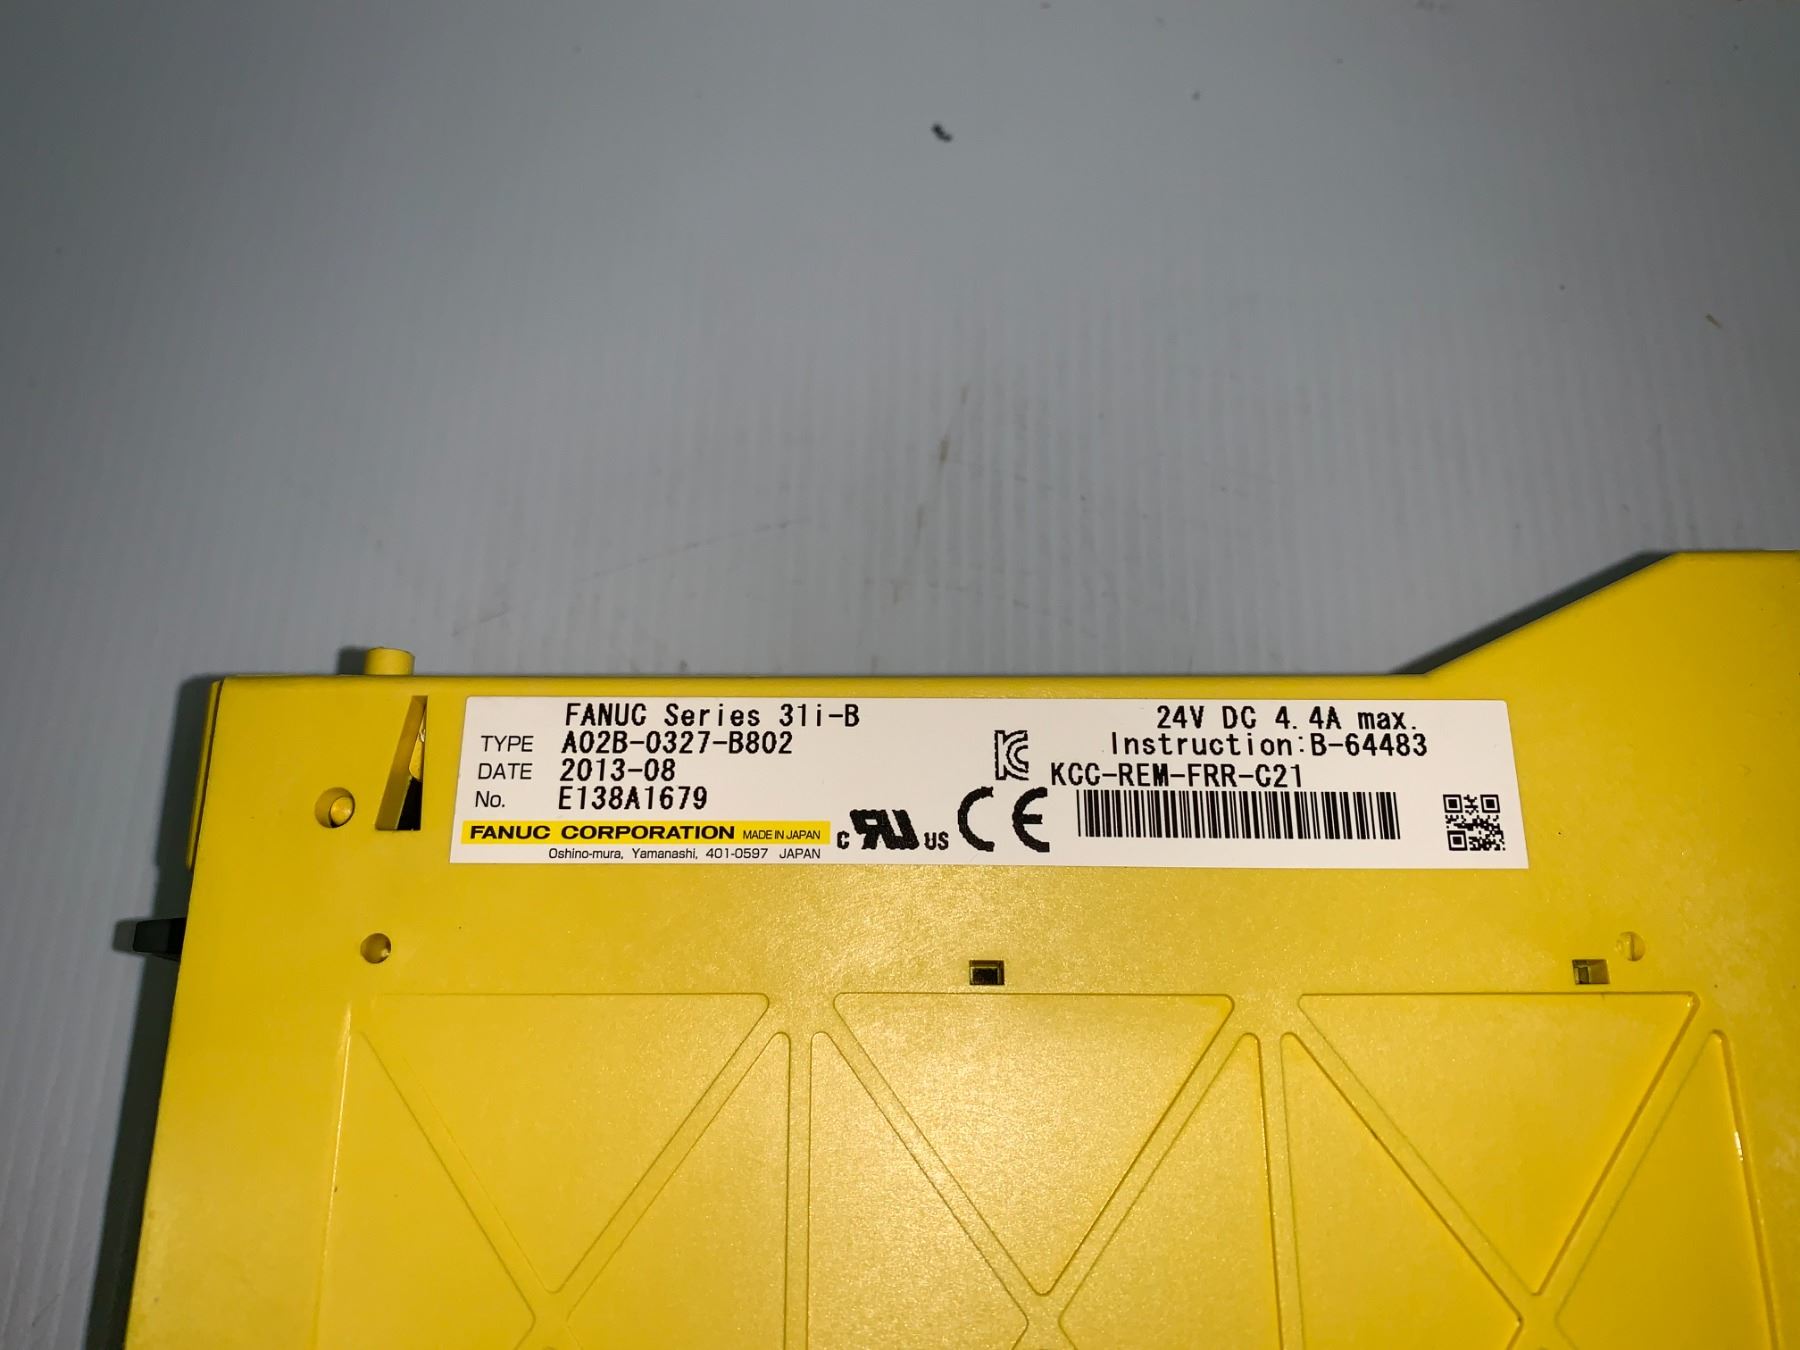 FANUC Series 31i-B
TYPE A02B-0327-B802
DATE 2013-08
No. E138A1679
FANUC CORPORATION MADE IN JAPAN
Oshino-mura, Yamanashi, 401-0597 JAPAN
24V DC 4.4A max.
Instruction:B-64483
KCC-REM-FRR-C21
c RU US CE